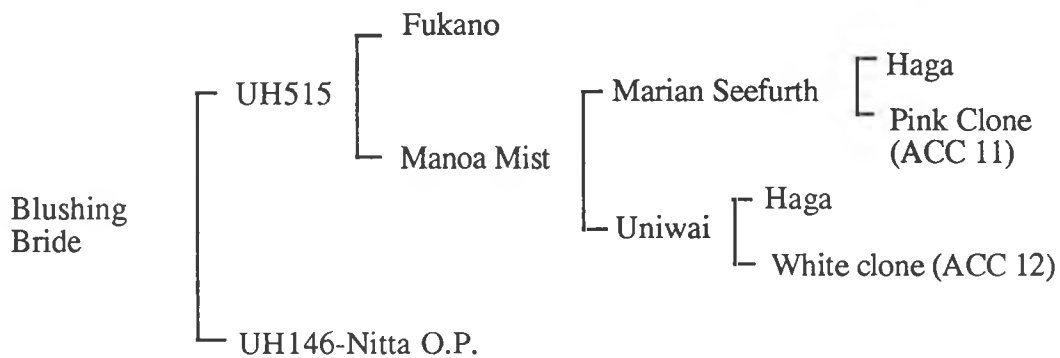 Fukano
UH515
Haga
Marian Seefurth
Pink Clone
(ACC 11)
Manoa Mist
Blushing
Bride
Haga
Uniwai
White clone (ACC 12)
UH146-Nitta O.P.